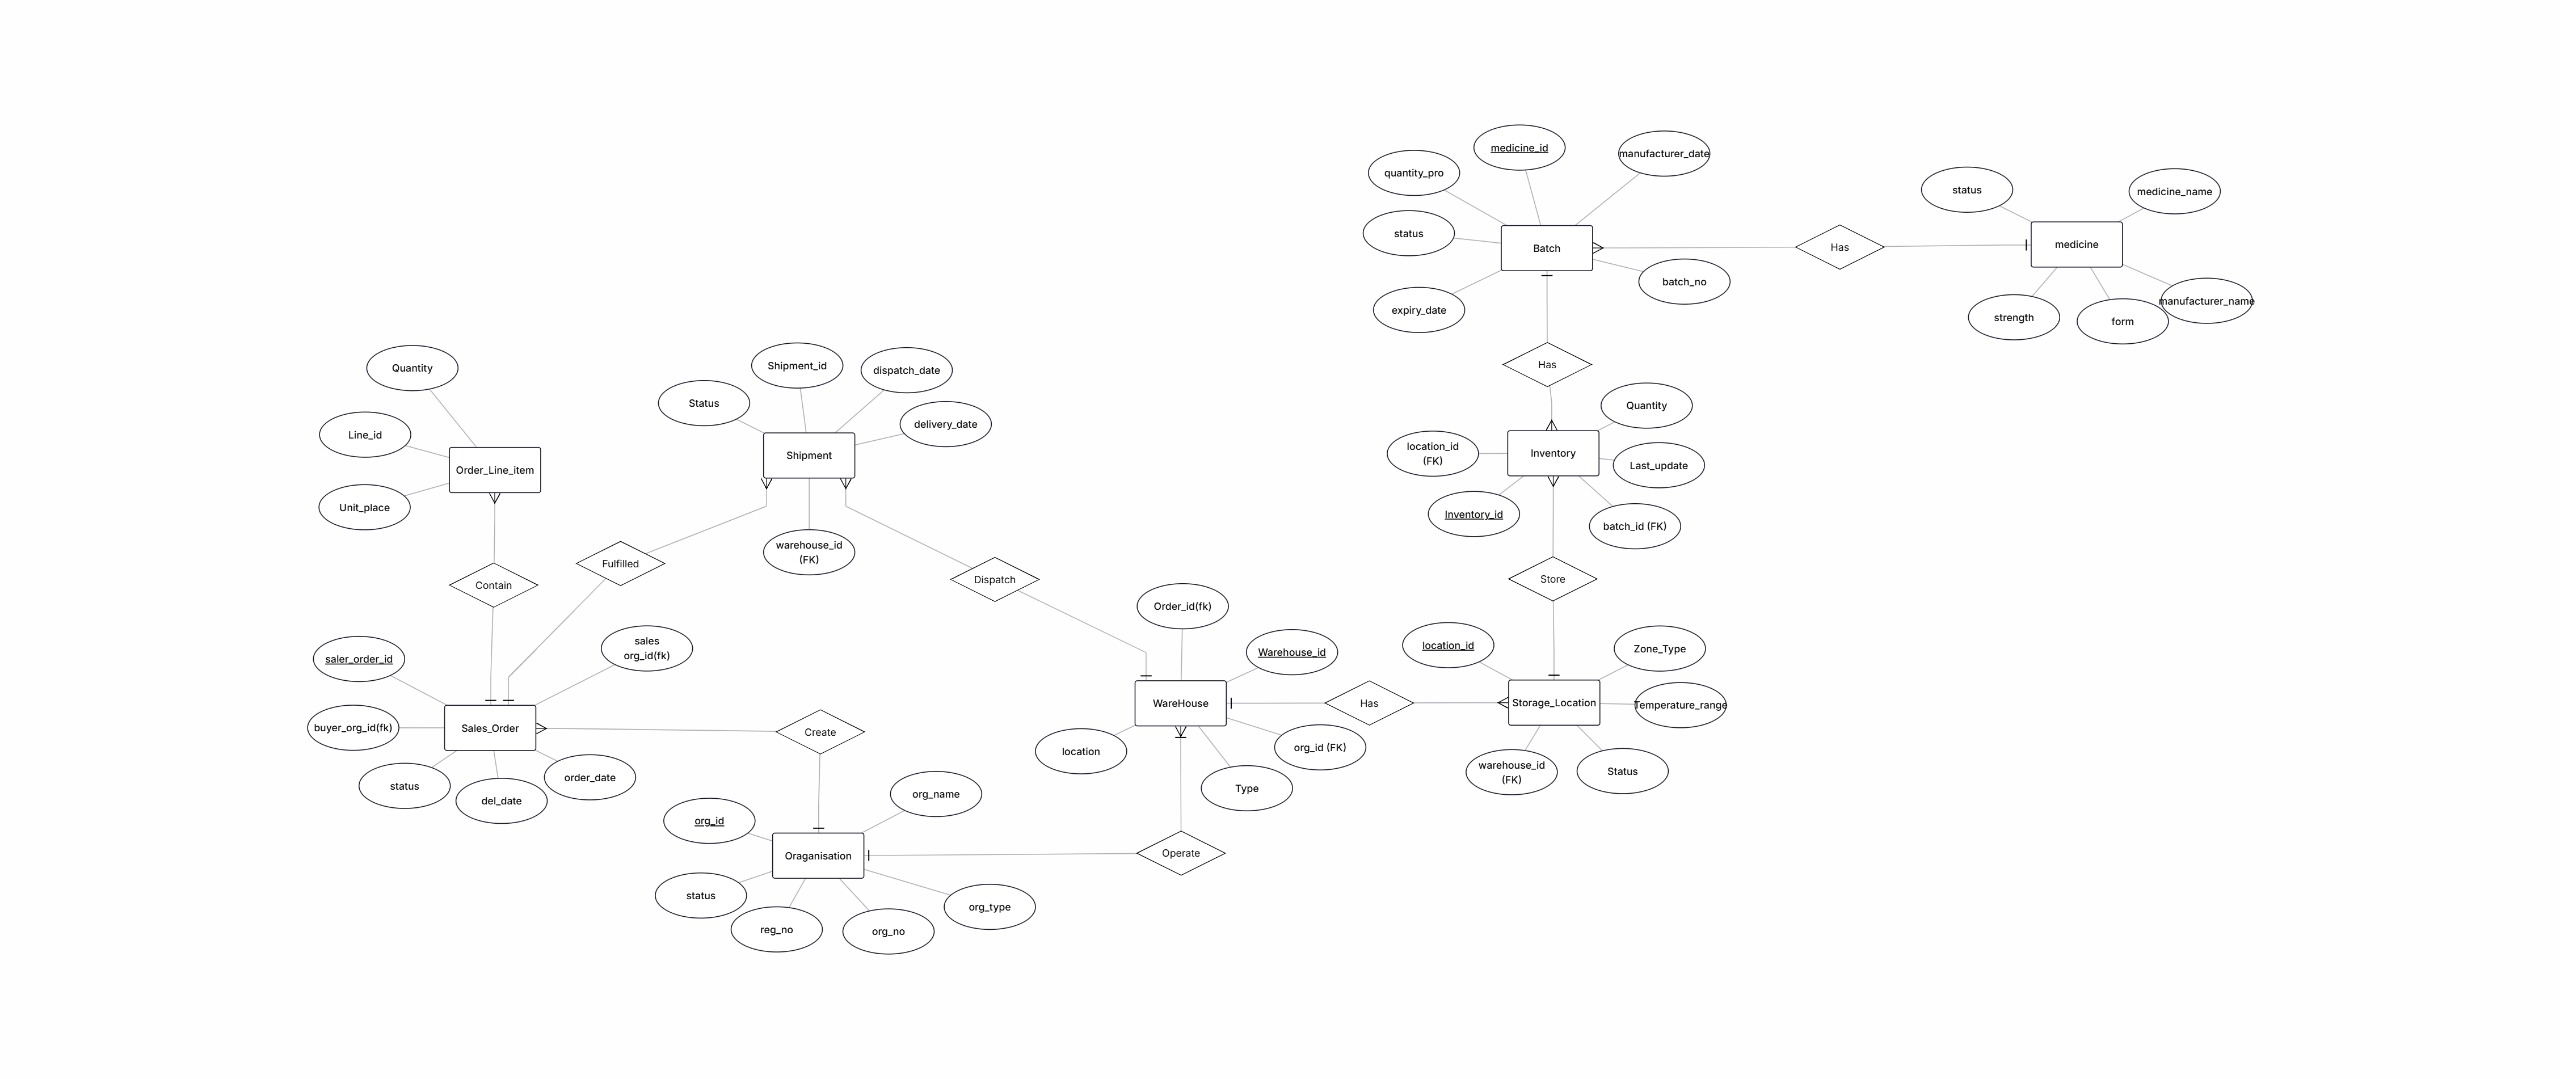 medicine_id
manufacturer_date
quantity_pro
status
Batch
batch_no
expiry_date
Has
status
medicine_name
medicine
strength
form
manufacturer_name
Has
Quantity
location_id
(FK)
Inventory
Last_update
Inventory_id
batch_id (FK)
Store
Quantity
Line_id
Order_Line_item
Unit_place
Contain
Status
Shipment_id
dispatch_date
delivery_date
Shipment
warehouse_id
(FK)
Fulfilled
Dispatch
saler_order_id
sales
org_id(fk)
buyer_org_id(fk)
Sales_Order
status
del_date
order_date
Create
Order_id(fk)
Warehouse_id
WareHouse
location
org_id (FK)
Type
Has
location_id
Zone_Type
Storage_Location
Temperature_range
warehouse_id
(FK)
Status
org_id
org_name
Oraganisation
status
reg_no
org_no
org_type
Operate